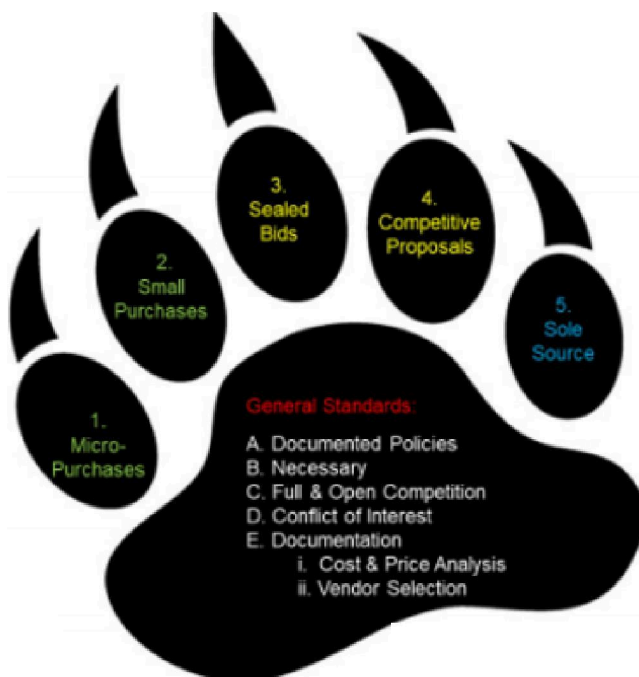 1.
Micro-
Purchases
2.
Small
Purchases
3.
Sealed
Bids
4.
Competitive
Proposals
5.
Sole
Source
General Standards:
A. Documented Policies
B. Necessary
C. Full & Open Competition
D. Conflict of Interest
E. Documentation
i. Cost & Price Analysis
ii. Vendor Selection